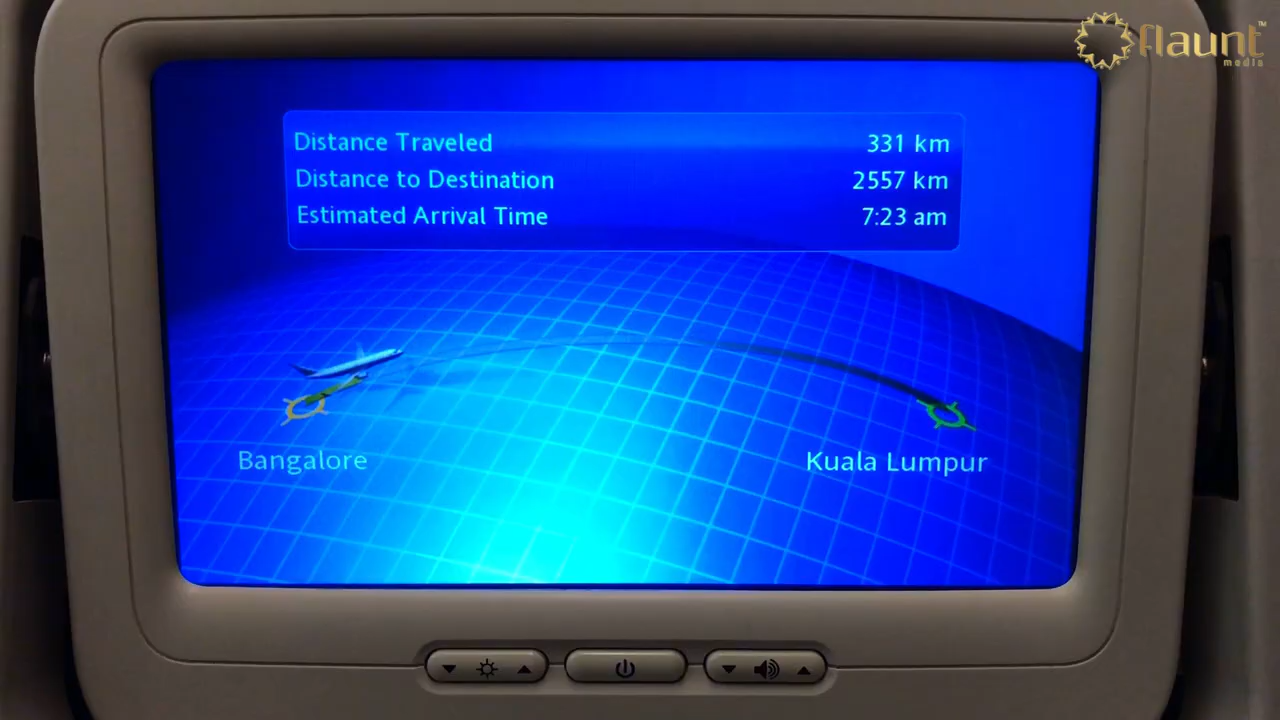 flaunt™
media
Distance Traveled 331 km
Distance to Destination 2557 km
Estimated Arrival Time 7:23 am
Bangalore
Kuala Lumpur